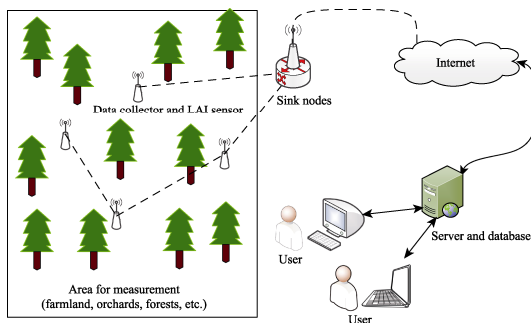 Internet
Data collector and LAI sensor
Sink nodes
Server and database
User
Area for measurement
(farmland, orchards, forests, etc.)
User